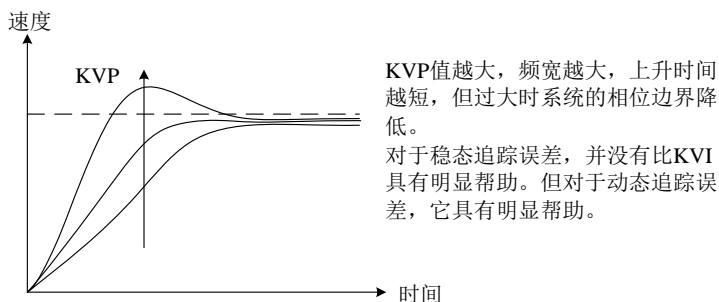 速度
KVP
KVP值越大，频宽越大，上升时间
越短，但过大时系统的相位边界降
低。
对于稳态追踪误差，并没有比KVI
具有明显帮助。但对于动态追踪误
差，它具有明显帮助。
时间